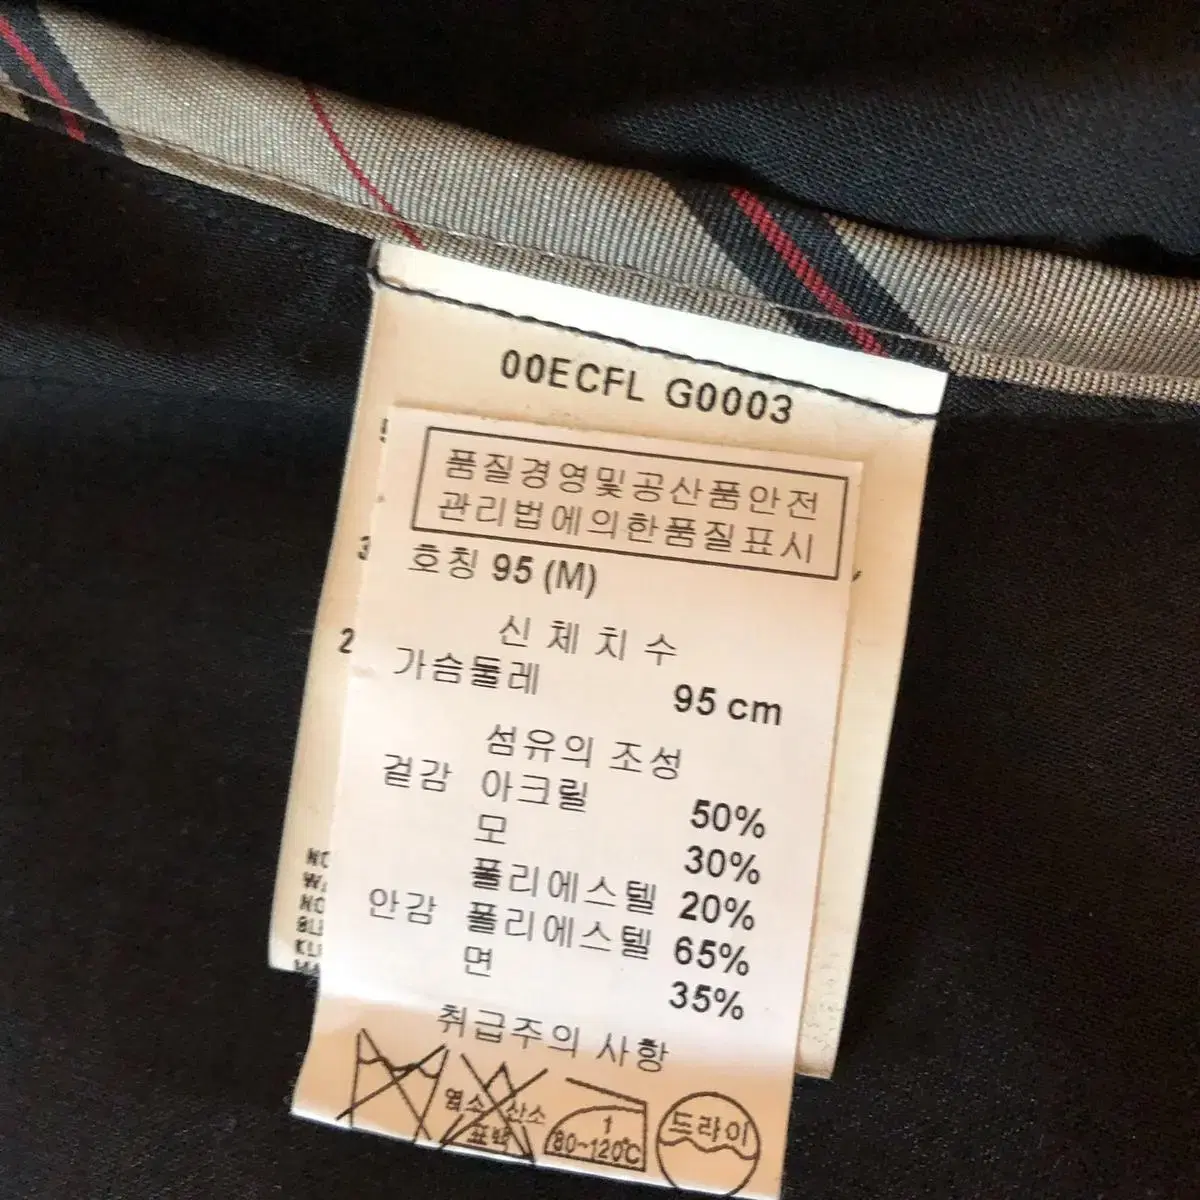 00ECFL G0003
품질경영및공산품안전
관리법에의한품질표시
호칭 95 (M)
신체치수
가슴둘레 95 cm
섬유의 조성
겉감 아크릴 50%
모 30%
폴리에스텔 20%
안감 폴리에스텔 65%
면 35%
취급주의 사항
염소 산소
표백
1
80~120℃
드라이
3
2